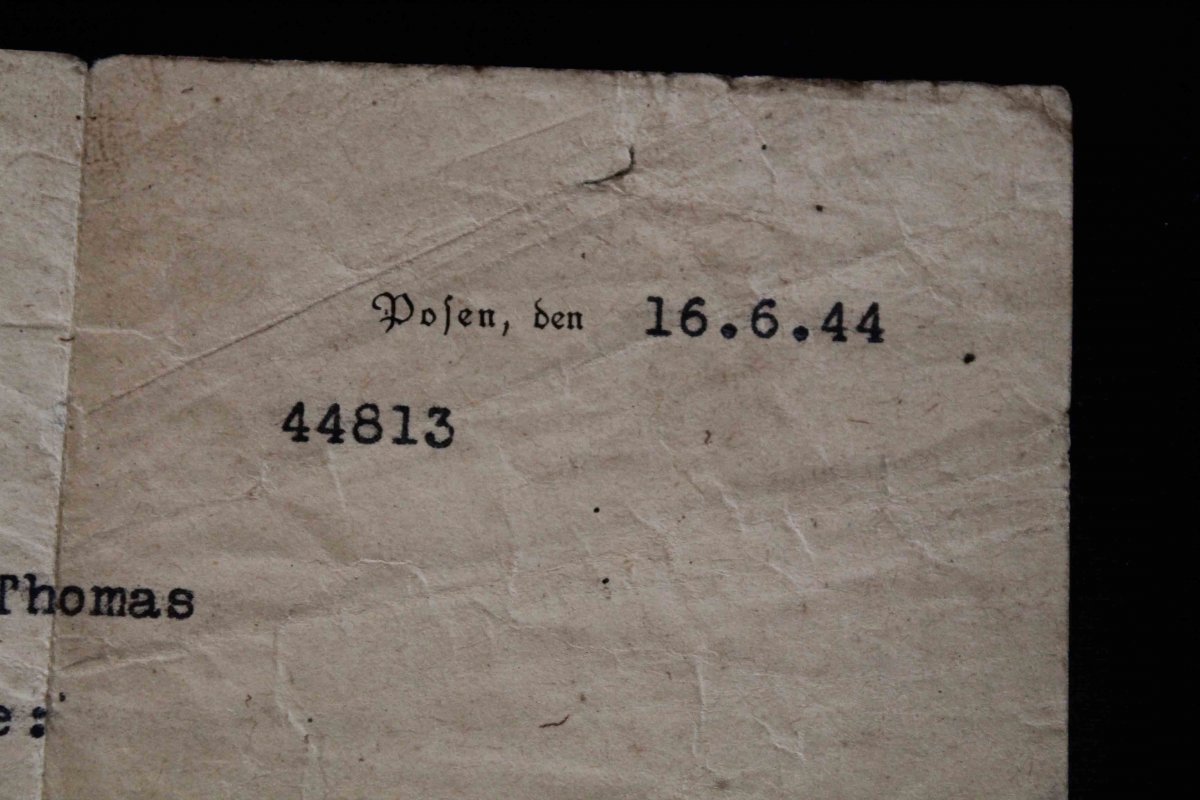 Posen, den 16.6.44
44813
Thomas
e: